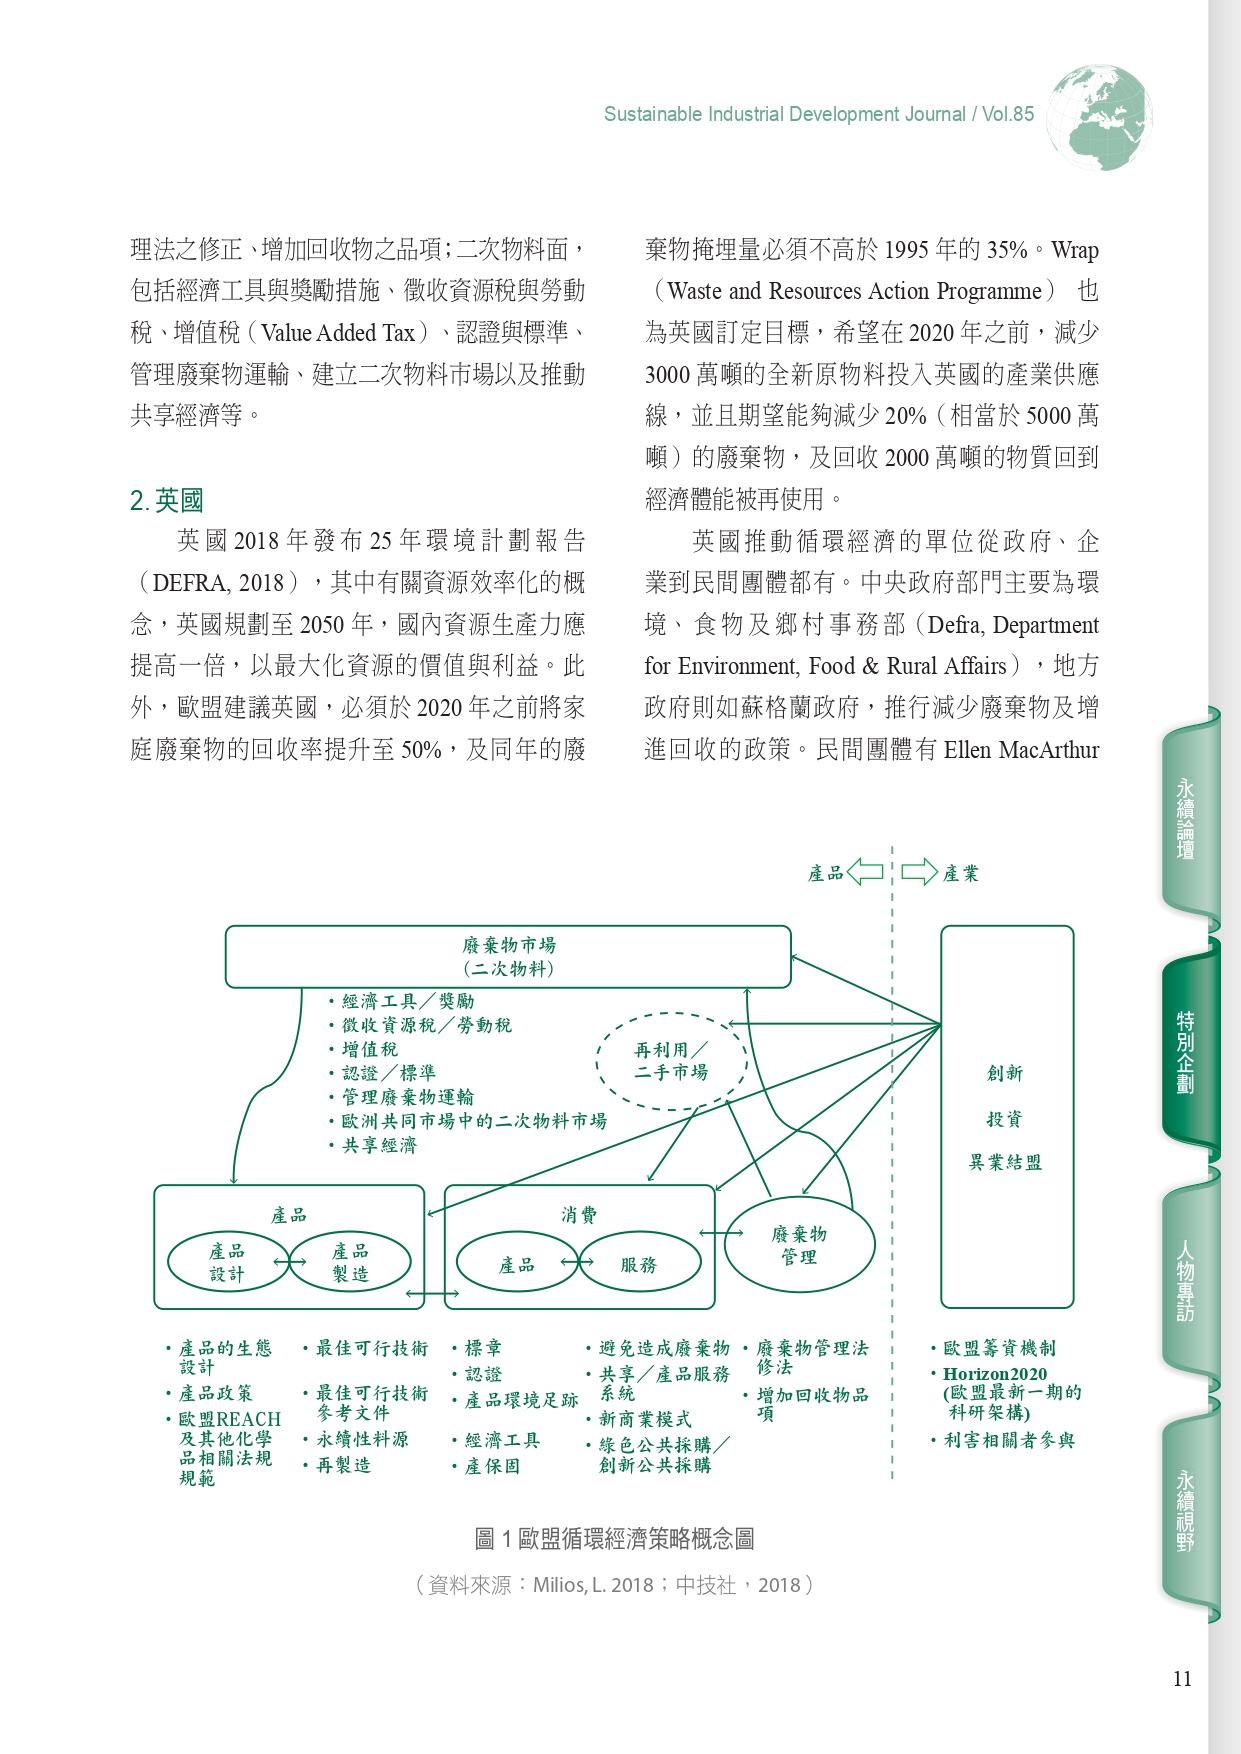 Sustainable Industrial Development Journal / Vol.85
理法之修正、增加回收物之品項；二次物料面，
包括經濟工具與獎勵措施、徵收資源稅與勞動
稅、增值稅（Value Added Tax）、認證與標準、
管理廢棄物運輸、建立二次物料市場以及推動
共享經濟等。
2. 英國
英國 2018 年發布 25 年環境計劃報告
（DEFRA, 2018），其中有關資源效率化的概
念，英國規劃至 2050 年，國內資源生產力應
提高一倍，以最大化資源的價值與利益。此
外，歐盟建議英國，必須於 2020 年之前將家
庭廢棄物的回收率提升至 50%，及同年的廢
棄物掩埋量必須不高於 1995 年的 35%。Wrap
（Waste and Resources Action Programme） 也
為英國訂定目標，希望在 2020 年之前，減少
3000 萬噸的全新原物料投入英國的產業供應
線，並且期望能夠減少 20%（相當於 5000 萬
噸）的廢棄物，及回收 2000 萬噸的物質回到
經濟體能被再使用。
英國推動循環經濟的單位從政府、企
業到民間團體都有。中央政府部門主要為環
境、食物及鄉村事務部（Defra, Department
for Environment, Food & Rural Affairs），地方
政府則如蘇格蘭政府，推行減少廢棄物及增
進回收的政策。民間團體有 Ellen MacArthur
產品
產業
廢棄物市場
（二次物料）
・經濟工具／獎勵
・徵收資源稅／勞動稅
・增值稅
・認證／標準
・管理廢棄物運輸
・歐洲共同市場中的二次物料市場
・共享經濟
再利用／
二手市場
創新
投資
異業結盟
產品
產品
設計
產品
製造
消費
產品
服務
廢棄物
管理
・產品的生態
設計
・產品政策
・歐盟REACH
及其他化學
品相關法規
規範
・最佳可行技術
・最佳可行技術
參考文件
・永續性料源
・再製造
・標章
・認證
・產品環境足跡
・經濟工具
・產保固
・避免造成廢棄物
・共享／產品服務
系統
・新商業模式
・綠色公共採購／
創新公共採購
・廢棄物管理法
修法
・增加回收物品
項
・歐盟籌資機制
・Horizon2020
(歐盟最新一期的
科研架構)
・利害相關者參與
圖 1 歐盟循環經濟策略概念圖
（資料來源：Milios, L. 2018；中技社，2018）
永續論壇
特別企劃
人物專訪
永續視野
11